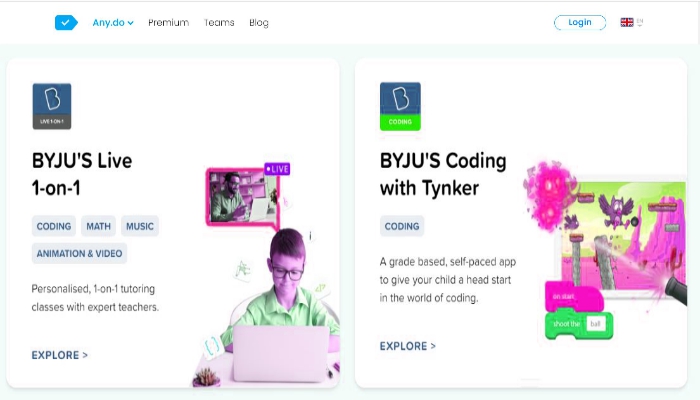 Any.do
Premium
Teams
Blog
Login
EN
LIVE 1-ON-1
BYJU'S Live
1-on-1
CODING
MATH
MUSIC
ANIMATION & VIDEO
Personalised, 1-on-1 tutoring
classes with expert teachers.
EXPLORE >
LIVE
CODING
BYJU'S Coding
with Tynker
CODING
A grade based, self-paced app
to give your child a head start
in the world of coding.
EXPLORE >
on start
shoot the ball